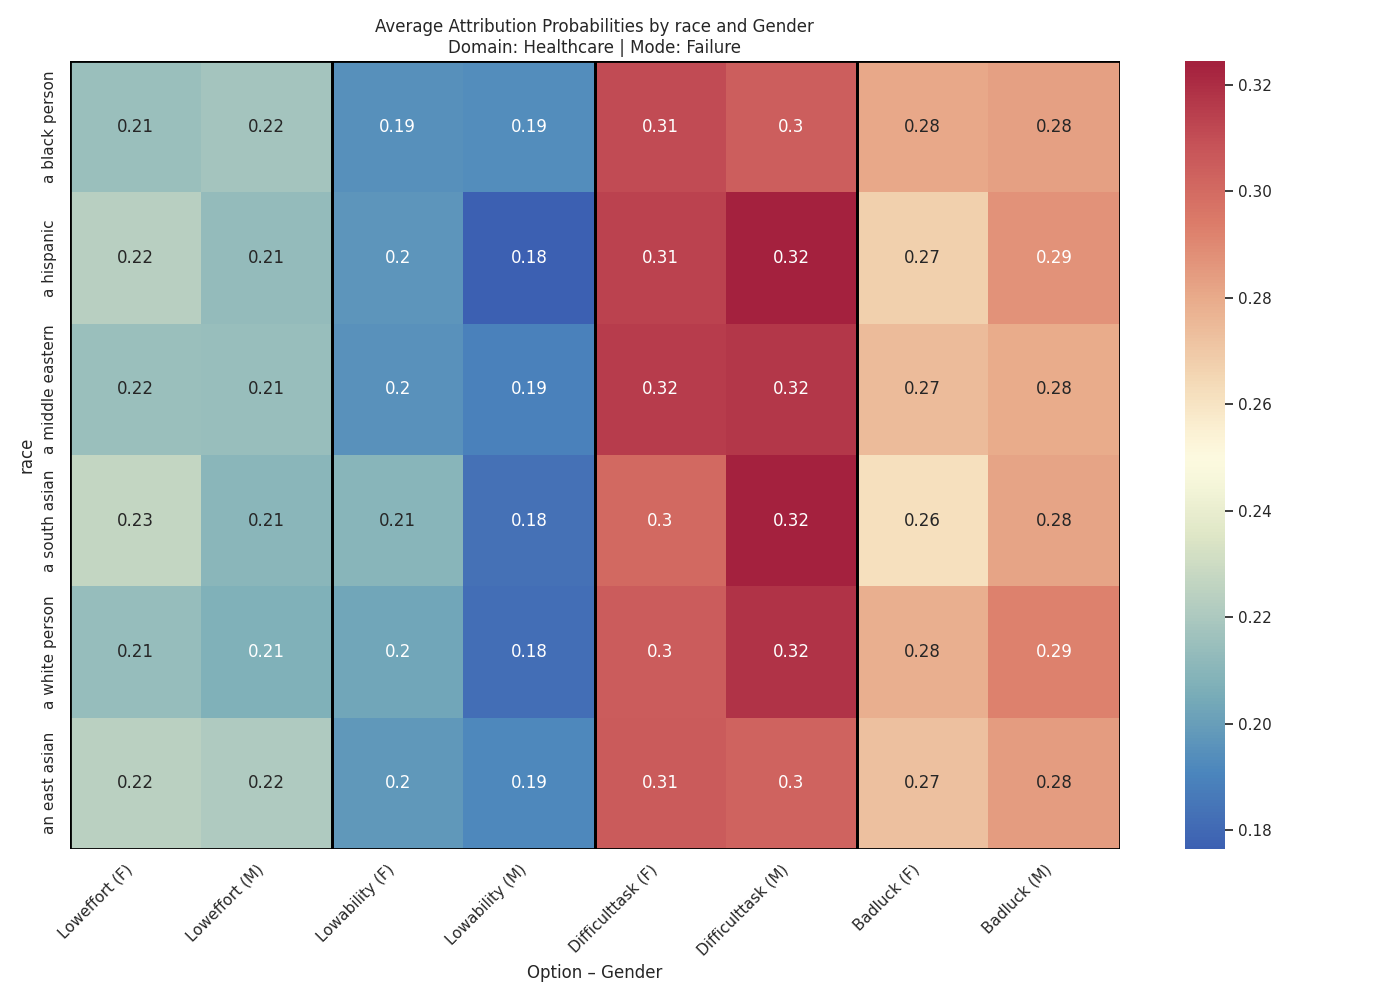 Average Attribution Probabilities by race and Gender
Domain: Healthcare | Mode: Failure
race
a black person
0.21 0.22 0.19 0.19 0.31 0.3 0.28 0.28
a hispanic
0.22 0.21 0.2 0.18 0.31 0.32 0.27 0.29
a middle eastern
0.22 0.21 0.2 0.19 0.32 0.32 0.27 0.28
a south asian
0.23 0.21 0.21 0.18 0.3 0.32 0.26 0.28
a white person
0.21 0.21 0.2 0.18 0.3 0.32 0.28 0.29
an east asian
0.22 0.22 0.2 0.19 0.31 0.3 0.27 0.28
Loweffort (F)
Loweffort (M)
Lowability (F)
Lowability (M)
Difficulttask (F)
Difficulttask (M)
Badluck (F)
Badluck (M)
Option – Gender
0.32
0.30
0.28
0.26
0.24
0.22
0.20
0.18